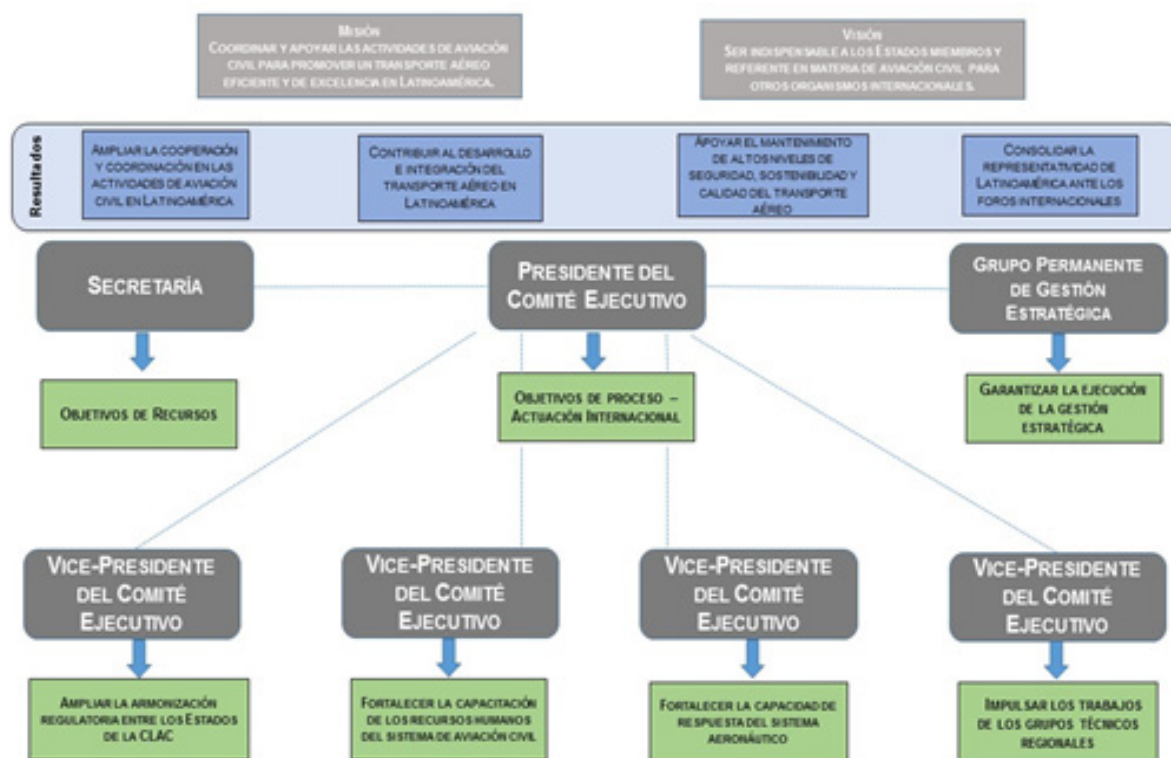 MISIÓN
COORDINAR Y APOYAR LAS ACTIVIDADES DE AVIACIÓN
CIVIL PARA PROMOVER UN TRANSPORTE AÉREO
EFICIENTE Y DE EXCELENCIA EN LATINOAMÉRICA.
VISIÓN
SER INDISPENSABLE A LOS ESTADOS MIEMBROS Y
REFERENTE EN MATERIA DE AVIACIÓN CIVIL PARA
OTROS ORGANISMOS INTERNACIONALES.
Resultados
AMPLIAR LA COOPERACIÓN
Y COORDINACIÓN EN LAS
ACTIVIDADES DE AVIACIÓN
CIVIL EN LATINOAMÉRICA
CONTRIBUIR AL DESARROLLO
E INTEGRACIÓN DEL
TRANSPORTE AÉREO EN
LATINOAMÉRICA
APOYAR EL MANTENIMIENTO
DE ALTOS NIVELES DE
SEGURIDAD, SOSTENIBILIDAD Y
CALIDAD DEL TRANSPORTE
AÉREO
CONSOLIDAR LA
REPRESENTATIVIDAD DE
LATINOAMÉRICA ANTE LOS
FOROS INTERNACIONALES
SECRETARÍA
PRESIDENTE DEL
COMITÉ EJECUTIVO
GRUPO PERMANENTE
DE GESTIÓN
ESTRATÉGICA
OBJETIVOS DE RECURSOS
OBJETIVOS DE PROCESO –
ACTUACIÓN INTERNACIONAL
GARANTIZAR LA EJECUCIÓN
DE LA GESTIÓN
ESTRATÉGICA
VICE-PRESIDENTE
DEL COMITÉ
EJECUTIVO
VICE-PRESIDENTE
DEL COMITÉ
EJECUTIVO
VICE-PRESIDENTE
DEL COMITÉ
EJECUTIVO
VICE-PRESIDENTE
DEL COMITÉ
EJECUTIVO
AMPLIAR LA ARMONIZACIÓN
REGULATORIA ENTRE LOS ESTADOS
DE LA CLAC
FORTALECER LA CAPACITACIÓN
DE LOS RECURSOS HUMANOS
DEL SISTEMA DE AVIACIÓN CIVIL
FORTALECER LA CAPACIDAD DE
RESPUESTA DEL SISTEMA
AERONÁUTICO
IMPULSAR LOS TRABAJOS
DE LOS GRUPOS TÉCNICOS
REGIONALES